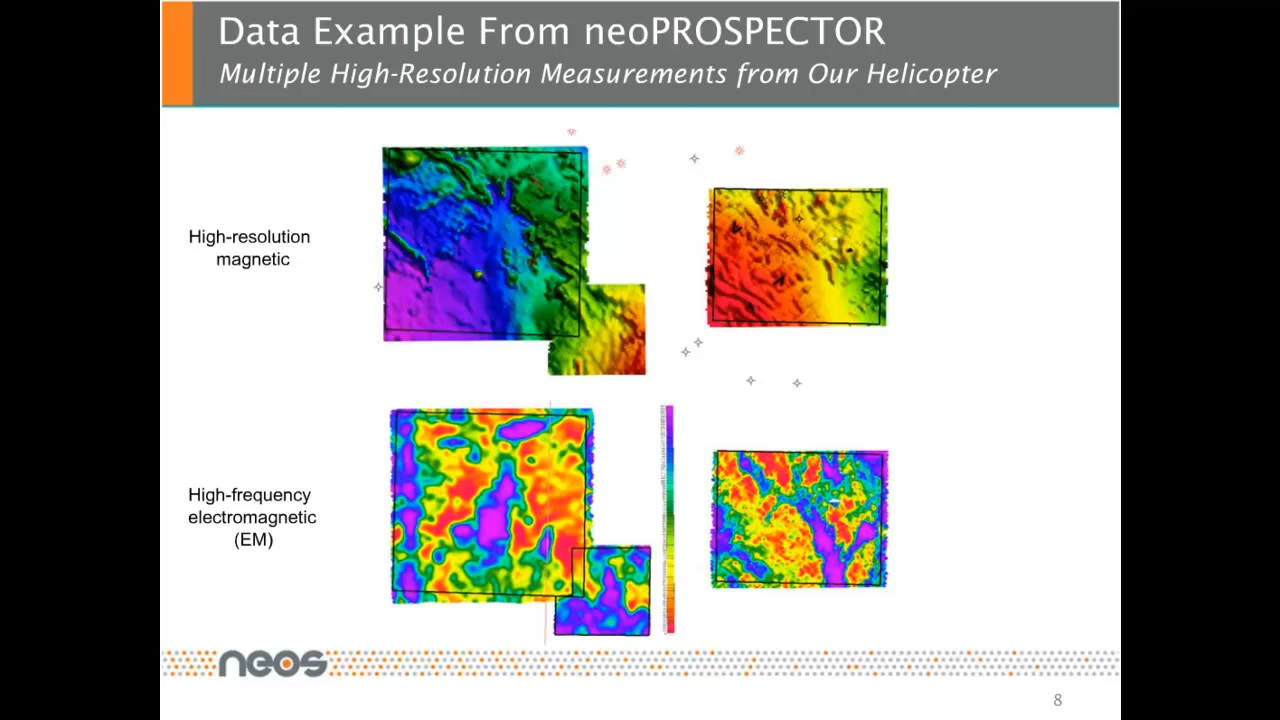 Data Example From neoPROSPECTOR
Multiple High-Resolution Measurements from Our Helicopter
High-resolution
magnetic
High-frequency
electromagnetic
(EM)
neos
8